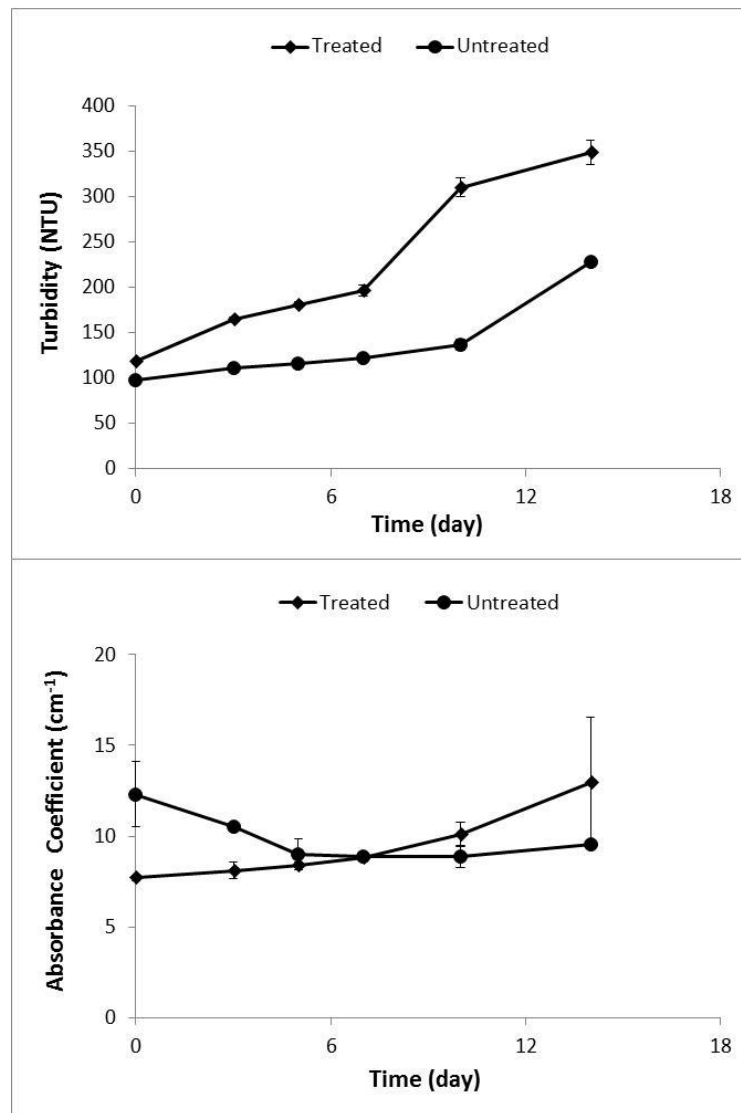 Treated Untreated
400
350
300
250
200
150
100
50
0
Turbidity (NTU)
0 6 12 18
Time (day)
Treated Untreated
20
15
10
5
0
Absorbance Coefficient (cm-1)
0 6 12 18
Time (day)